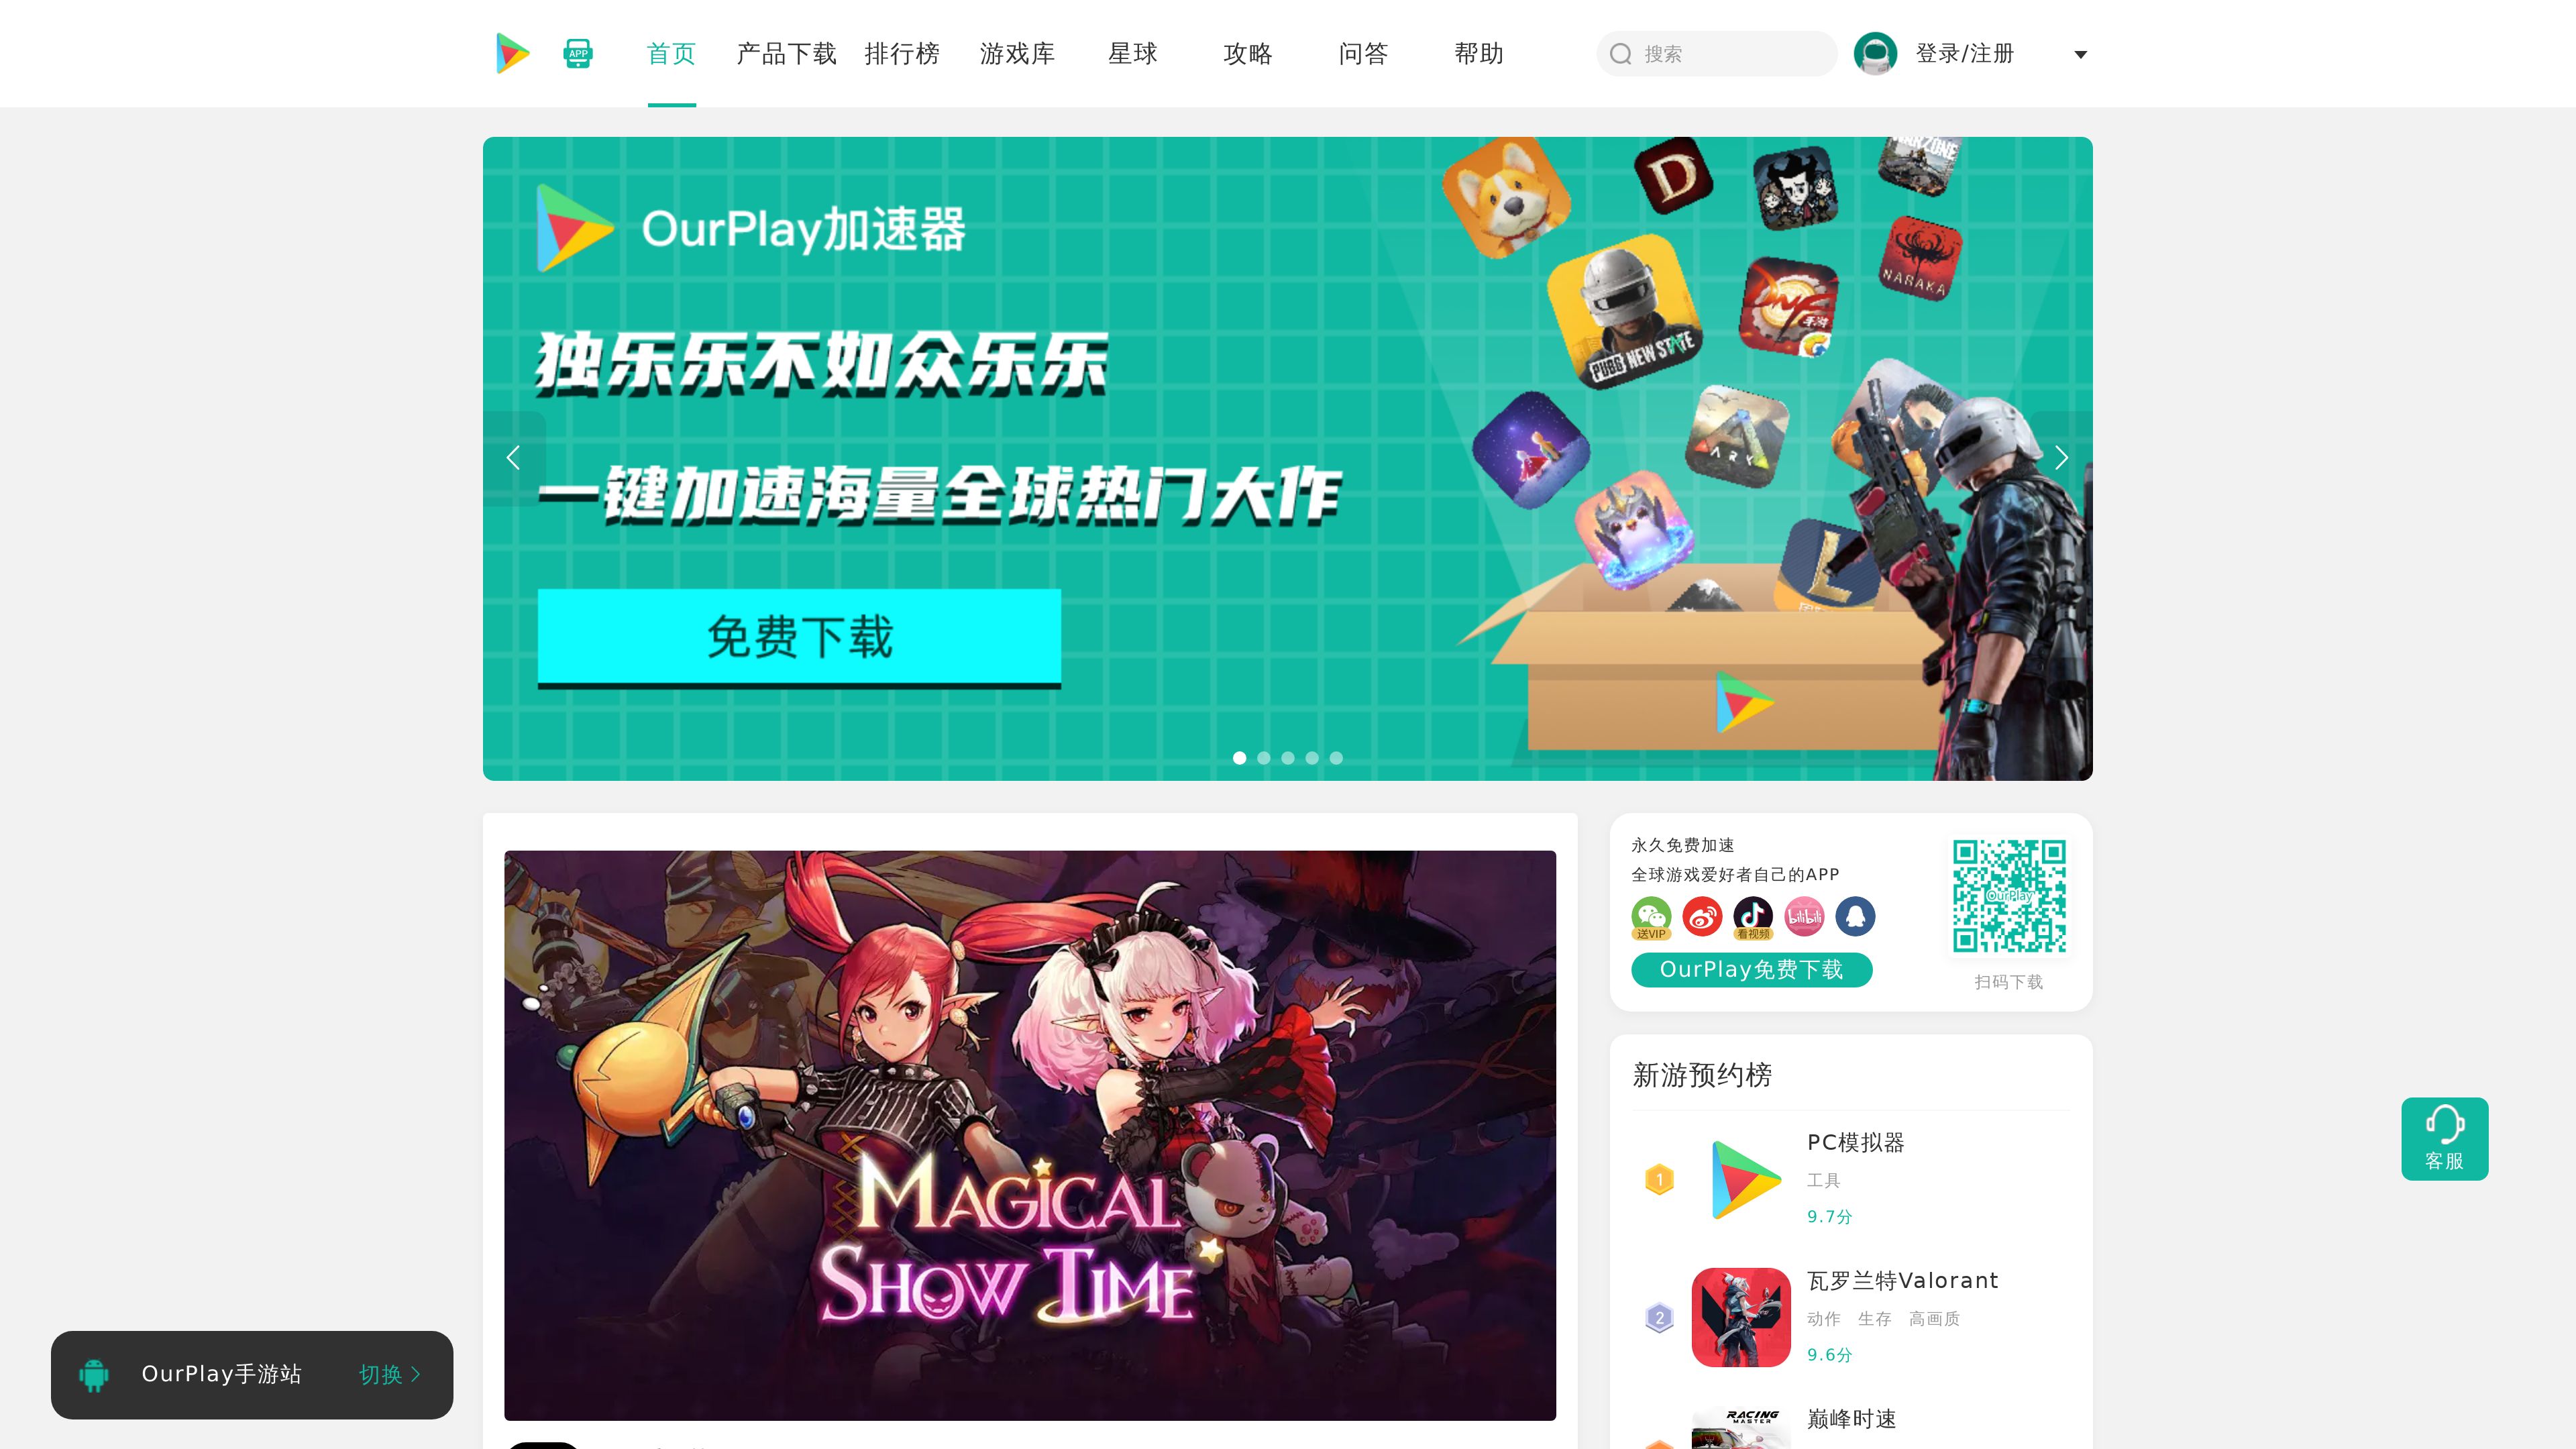 APP
首页
产品下载
排行榜
游戏库
星球
攻略
问答
帮助
搜索
登录/注册
OurPlay加速器
独乐乐不如众乐乐
一键加速海量全球热门大作
免费下载
D
WARZONE
NARAKA
PUBG NEW STATE
DNF
手游
ARK
L
永久免费加速
全球游戏爱好者自己的APP
送VIP
看视频
bilibili
OurPlay免费下载
OurPlay
扫码下载
MAGICAL
SHOW TIME
新游预约榜
1
PC模拟器
工具
9.7分
2
瓦罗兰特Valorant
动作 生存 高画质
9.6分
RACING
MASTER
巅峰时速
客服
OurPlay手游站
切换